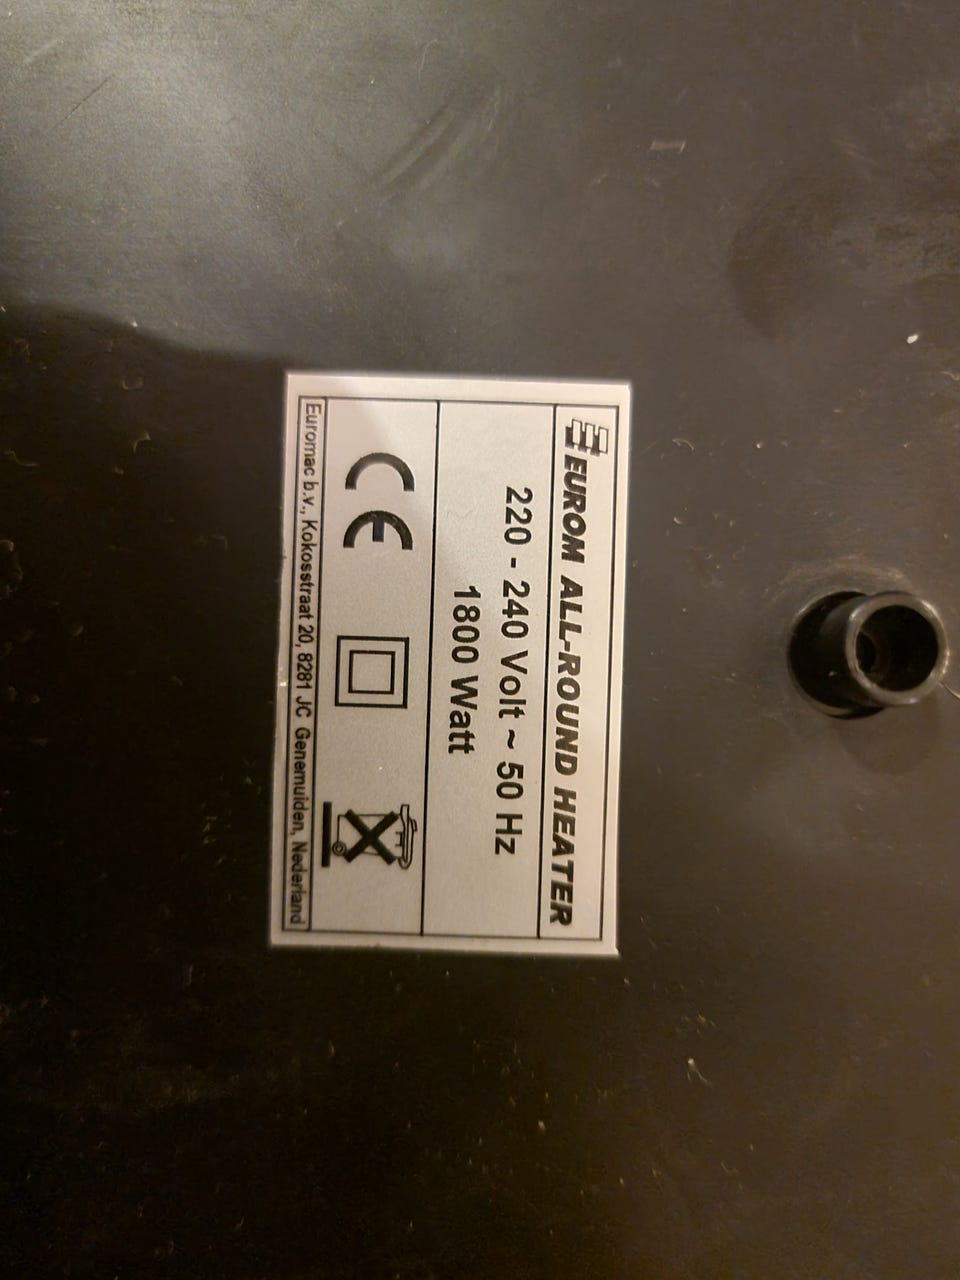 EUROM ALL-ROUND HEATER
220 - 240 Volt ~ 50 Hz
1800 Watt
CE
Euromac b.v., Kokosstraat 20, 8281 JC Genemuiden, Nederland